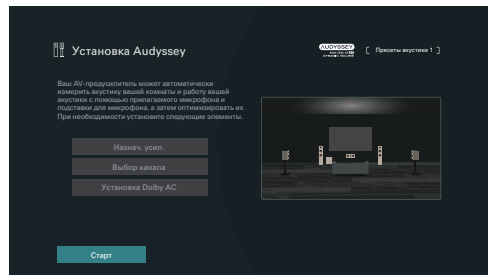 Установка Audyssey
AUDYSSEY
[ Пресеты акустики 1 ]
Ваш AV-предусилитель может автоматически
измерить акустику вашей комнаты и работу вашей
акустики с помощью прилагаемого микрофона и
подставки для микрофона, а затем оптимизировать их.
При необходимости установите следующие элементы.
Назнач. усил.
Выбор канала
Установка Dolby AC
Старт